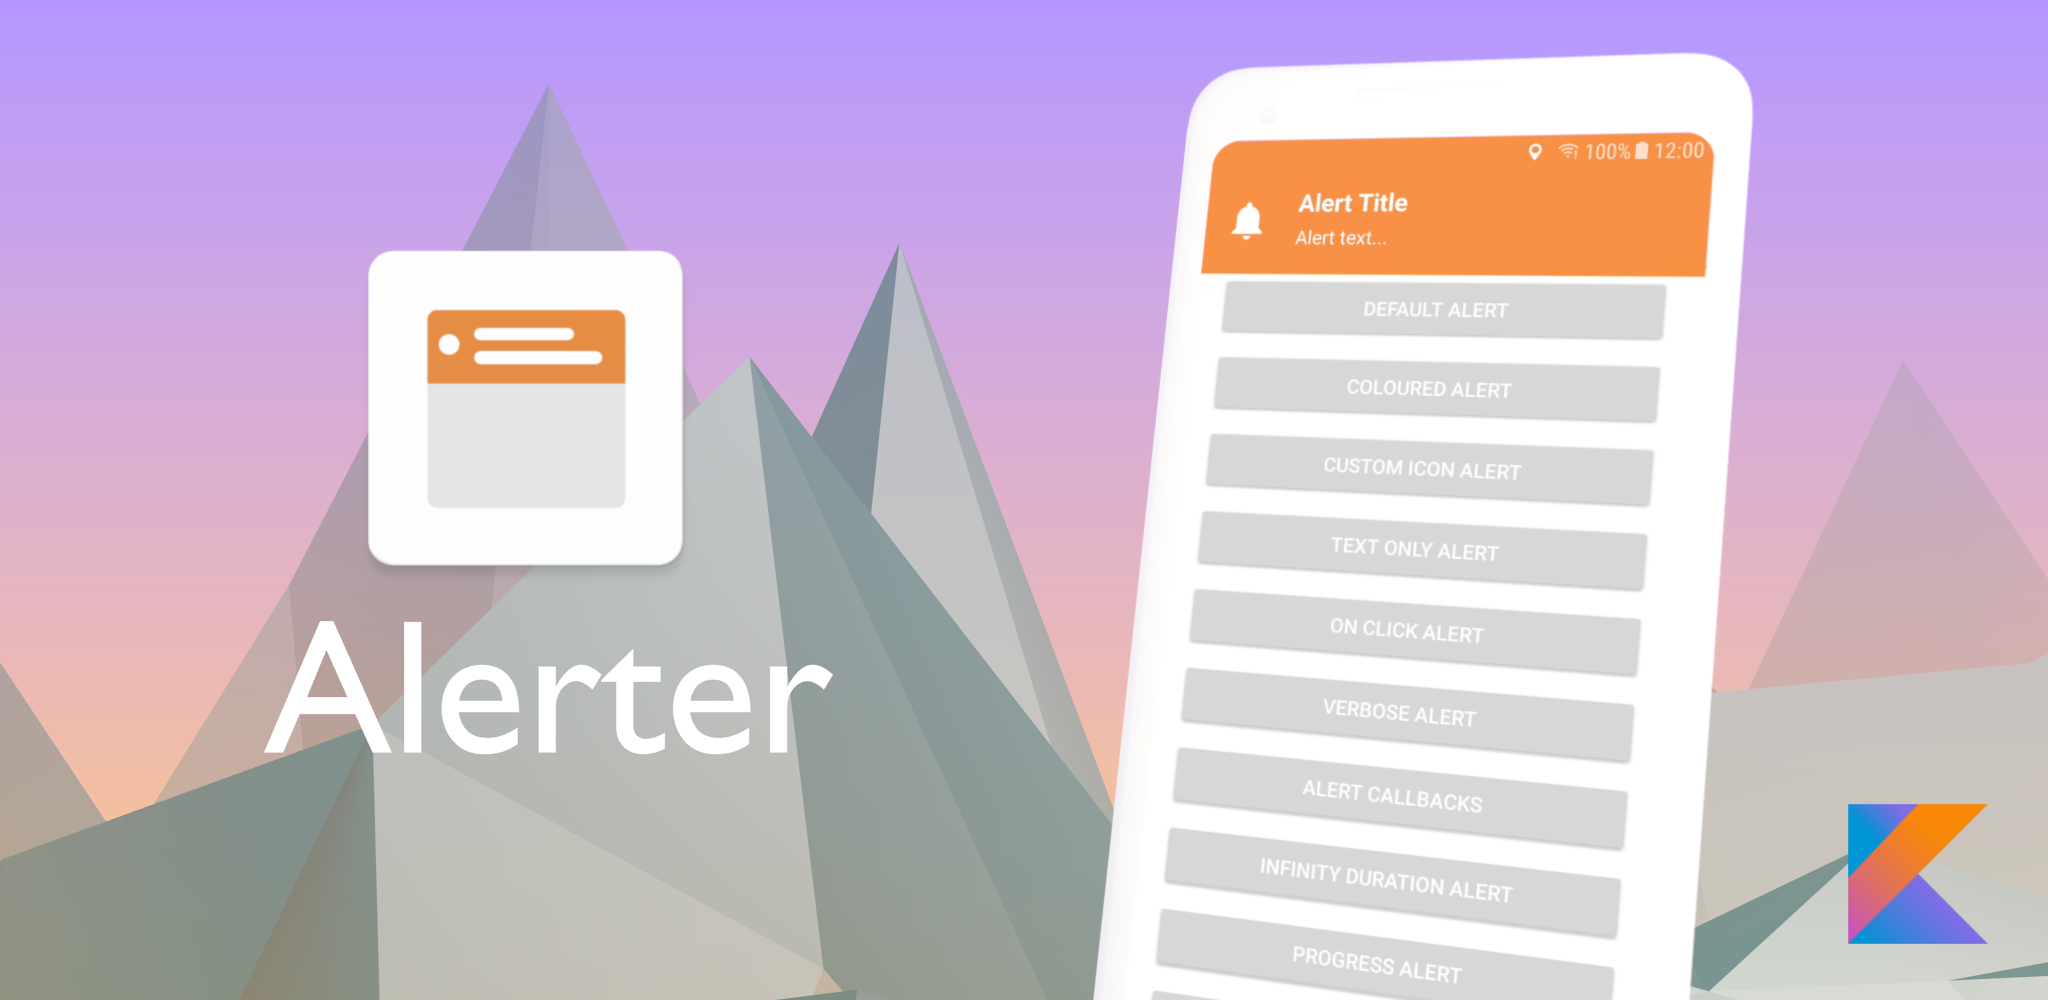 Alerter
100% 12:00
Alert Title
Alert text...
DEFAULT ALERT
COLOURED ALERT
CUSTOM ICON ALERT
TEXT ONLY ALERT
ON CLICK ALERT
VERBOSE ALERT
ALERT CALLBACKS
INFINITY DURATION ALERT
PROGRESS ALERT